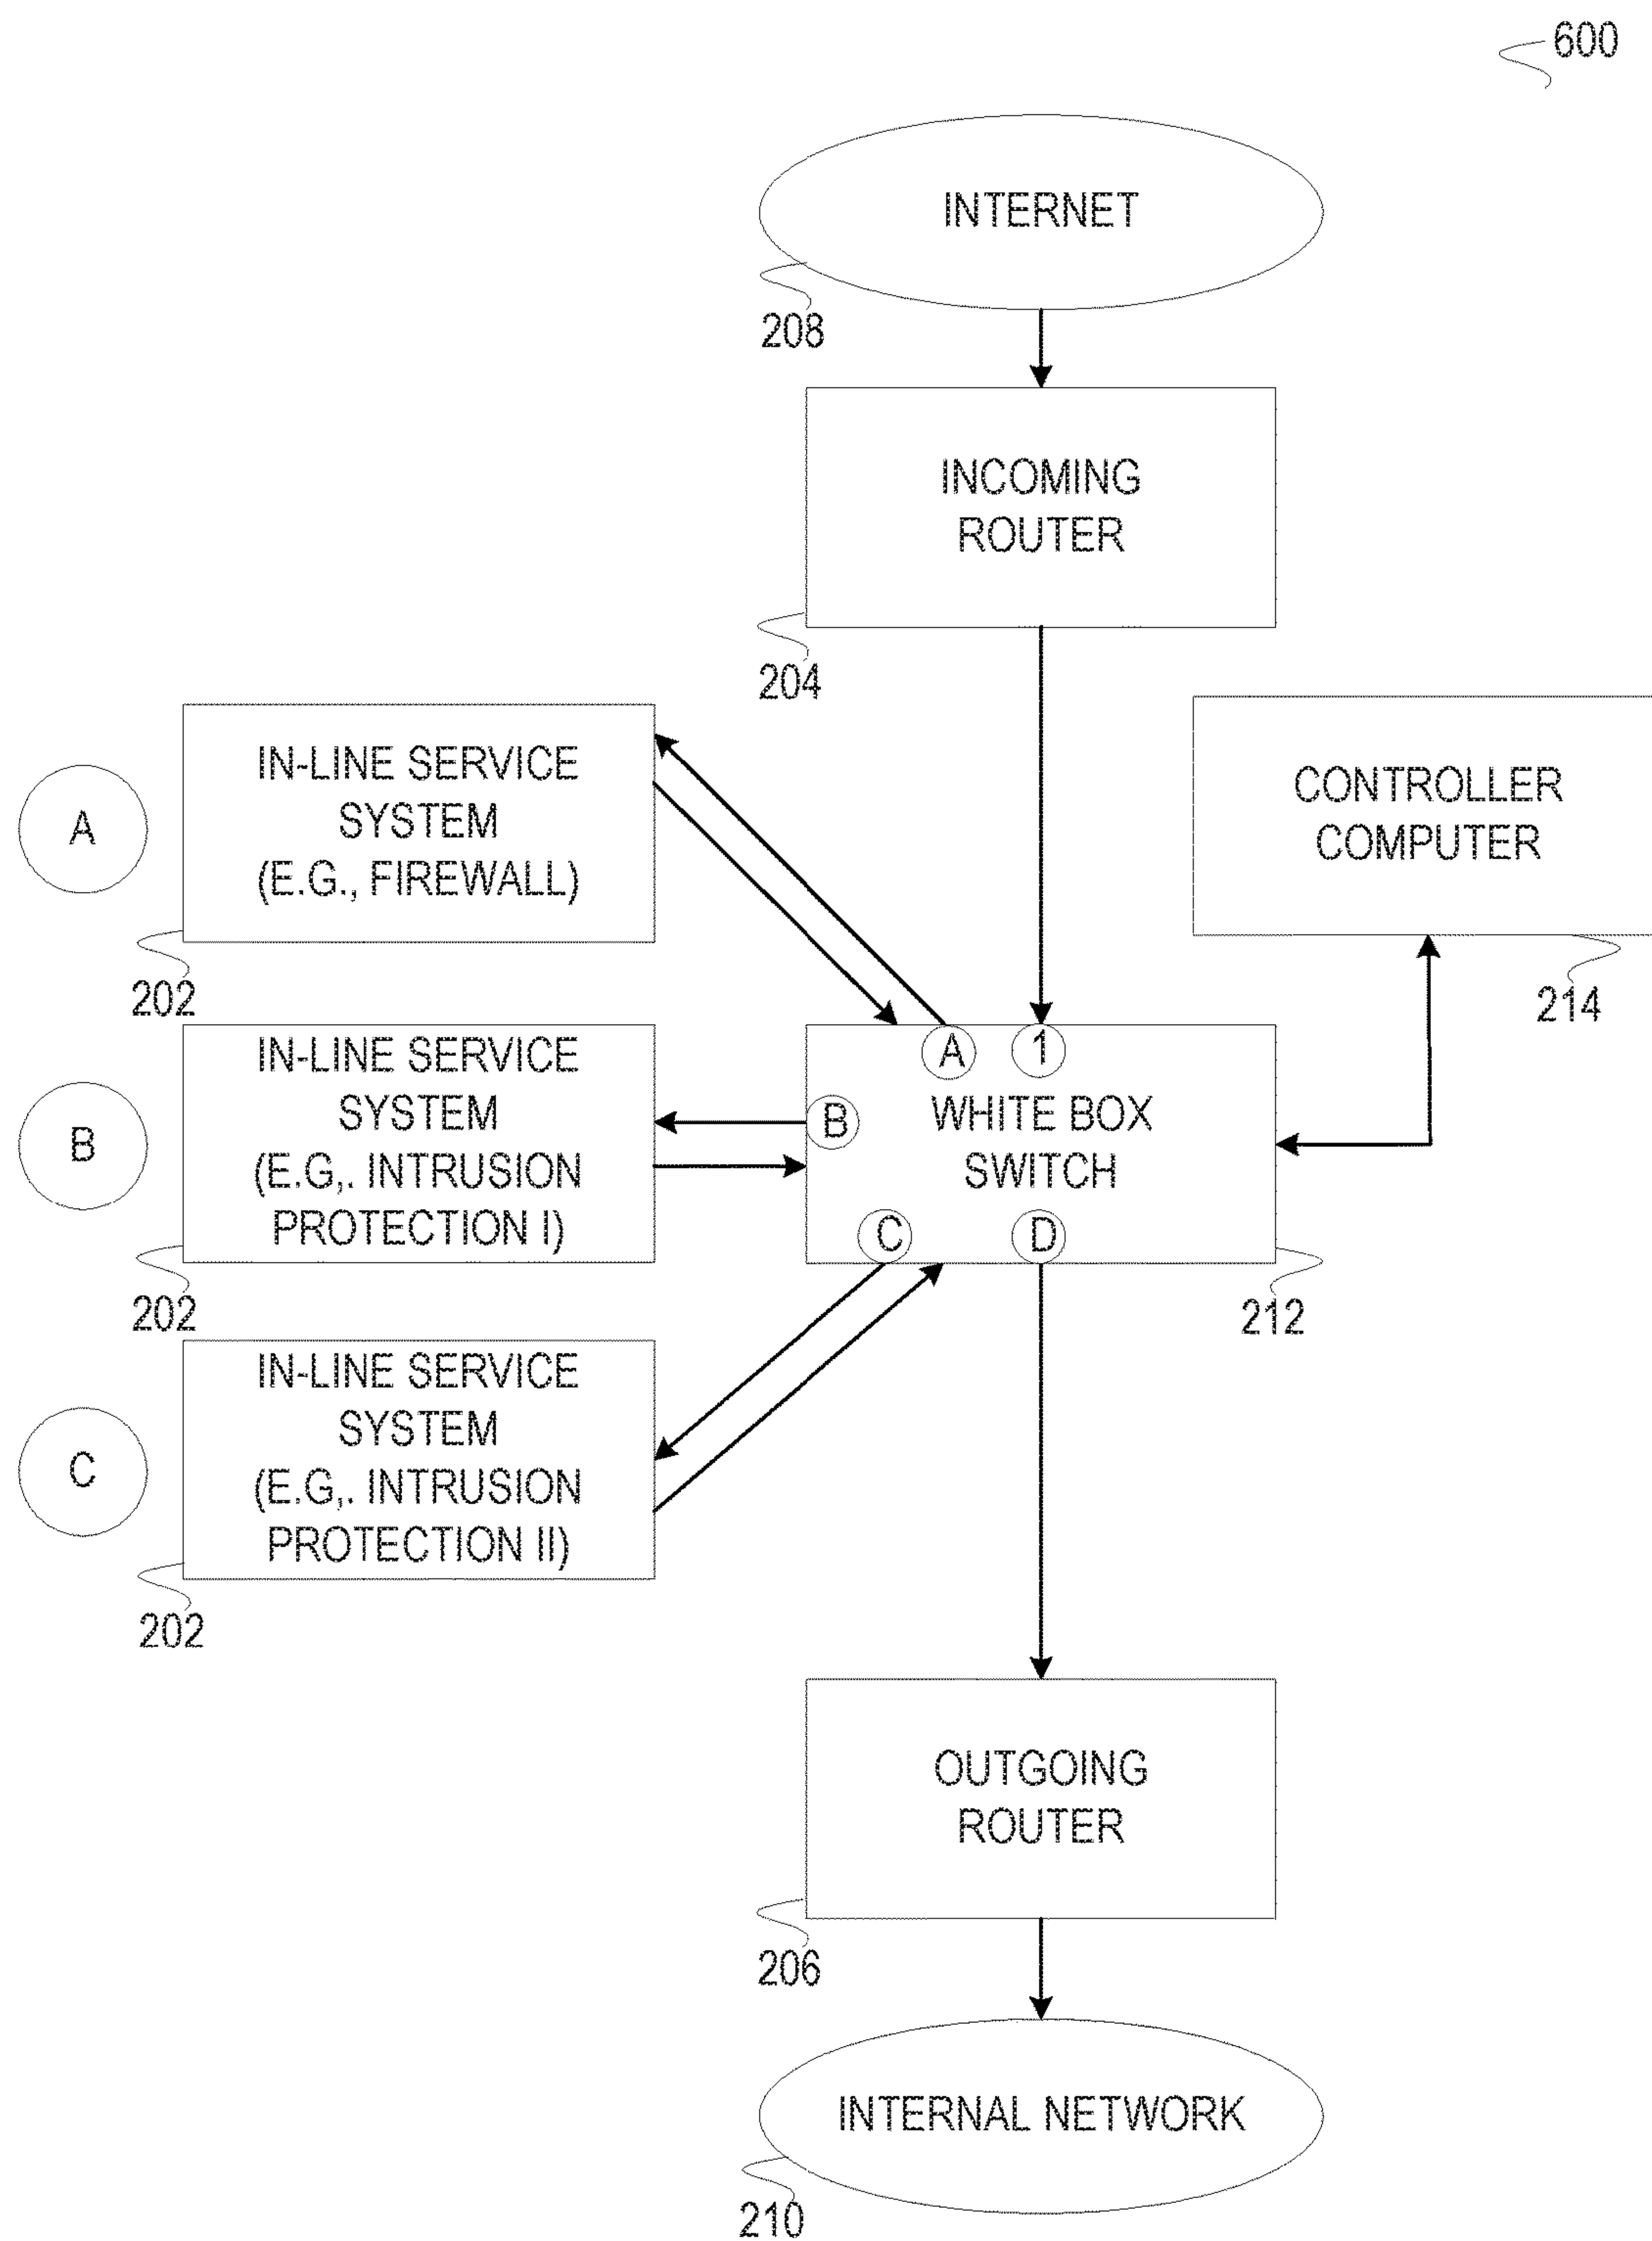 600
INTERNET
208
INCOMING
ROUTER
204
A
IN-LINE SERVICE
SYSTEM
(E.G., FIREWALL)
202
CONTROLLER
COMPUTER
214
B
IN-LINE SERVICE
SYSTEM
(E.G,. INTRUSION
PROTECTION I)
202
A
1
B
WHITE BOX
SWITCH
C
D
212
C
IN-LINE SERVICE
SYSTEM
(E.G,. INTRUSION
PROTECTION II)
202
OUTGOING
ROUTER
206
INTERNAL NETWORK
210